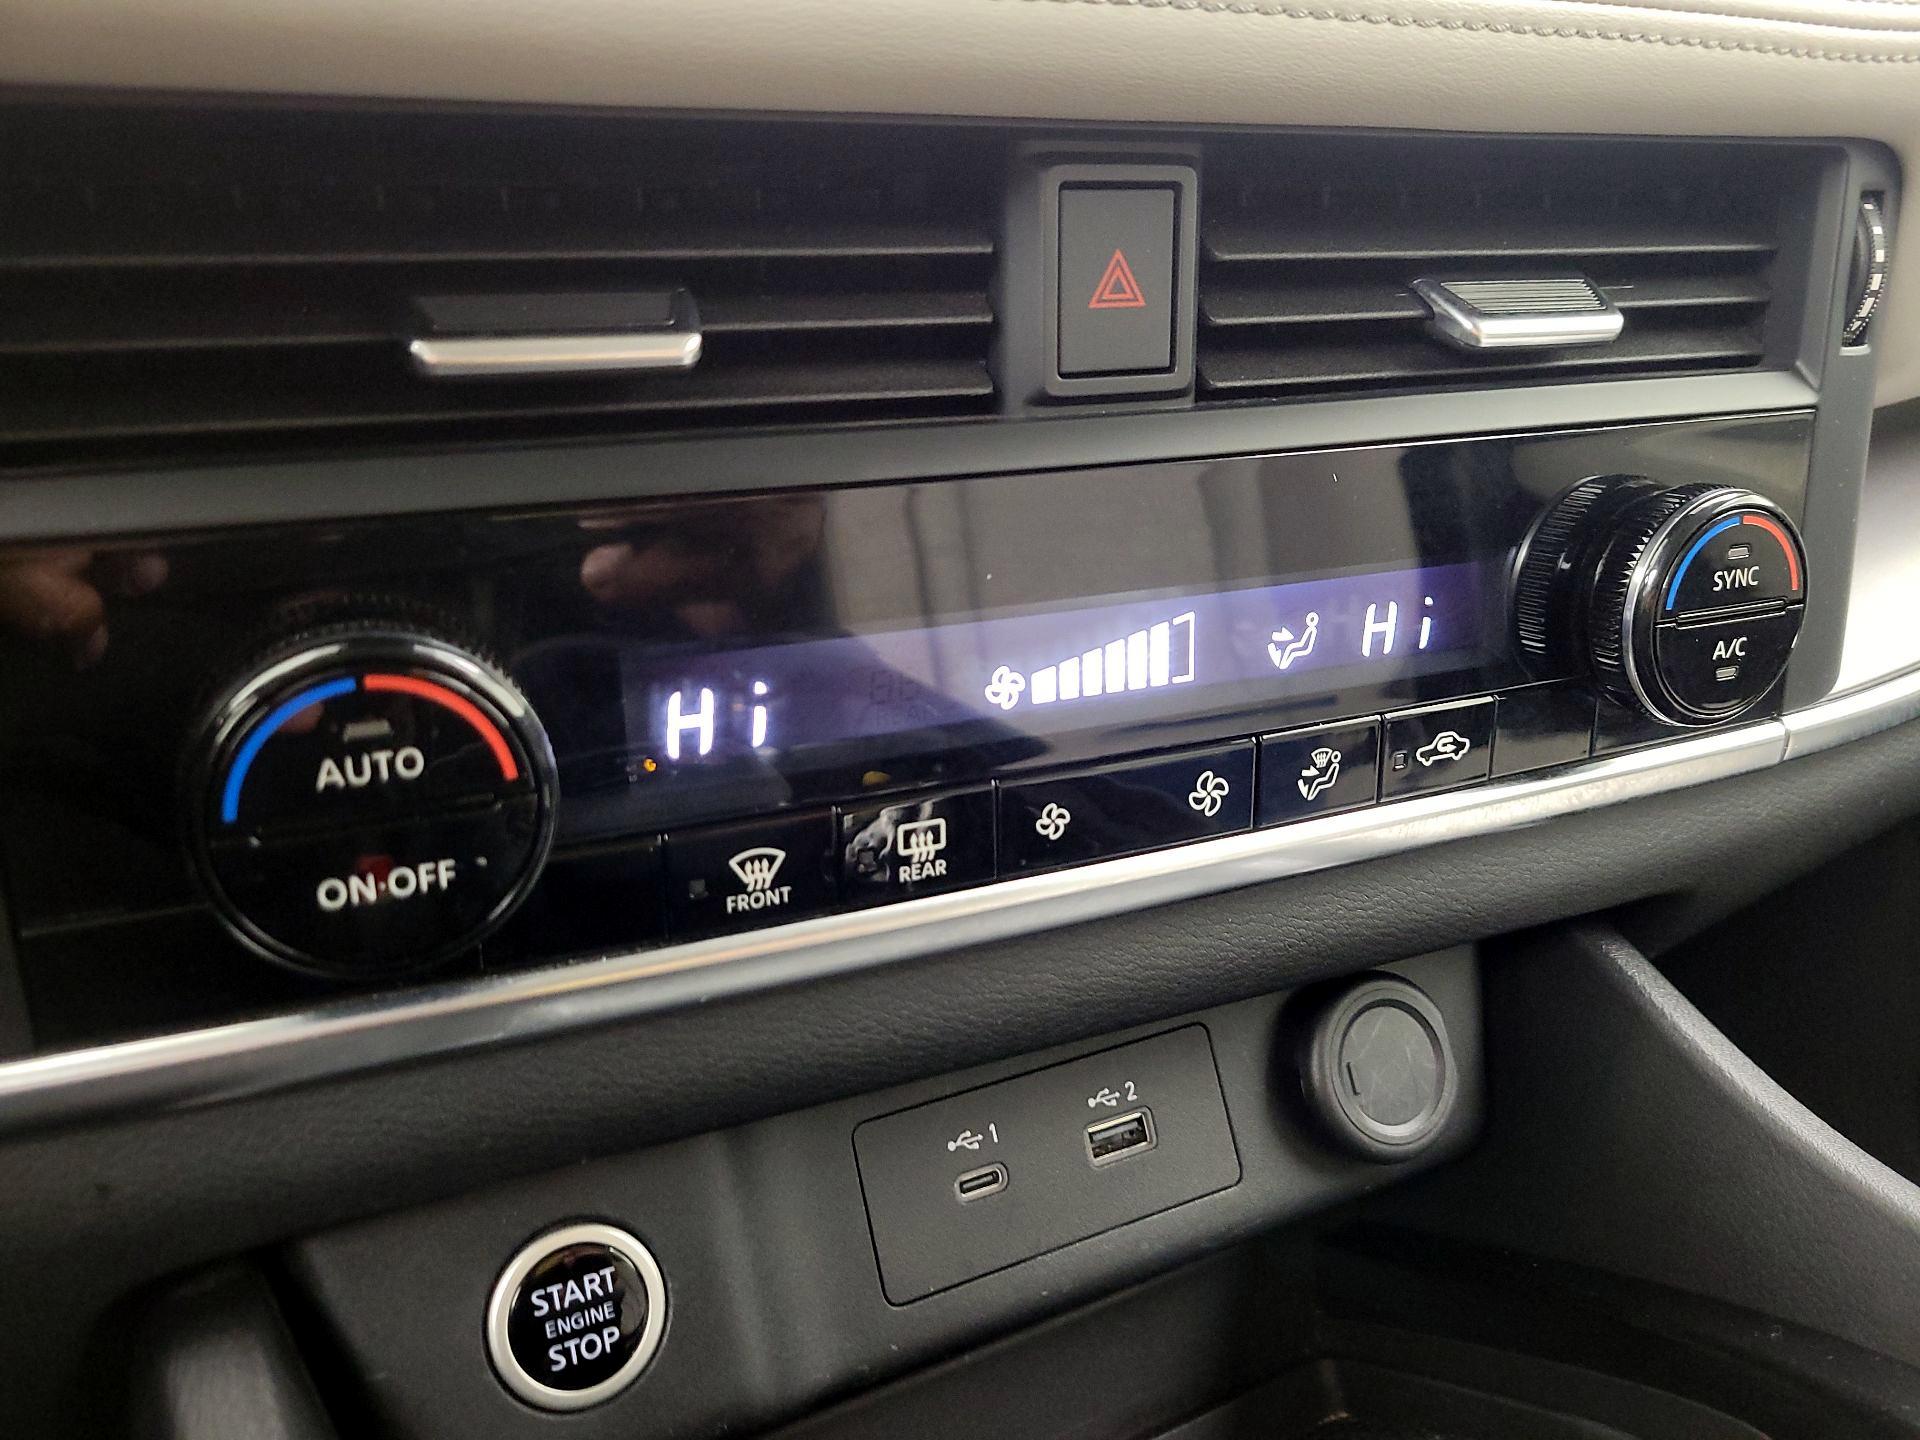 SYNC
A/C
Hi
Hi
AUTO
ON·OFF
FRONT
REAR
1
2
START
ENGINE
STOP